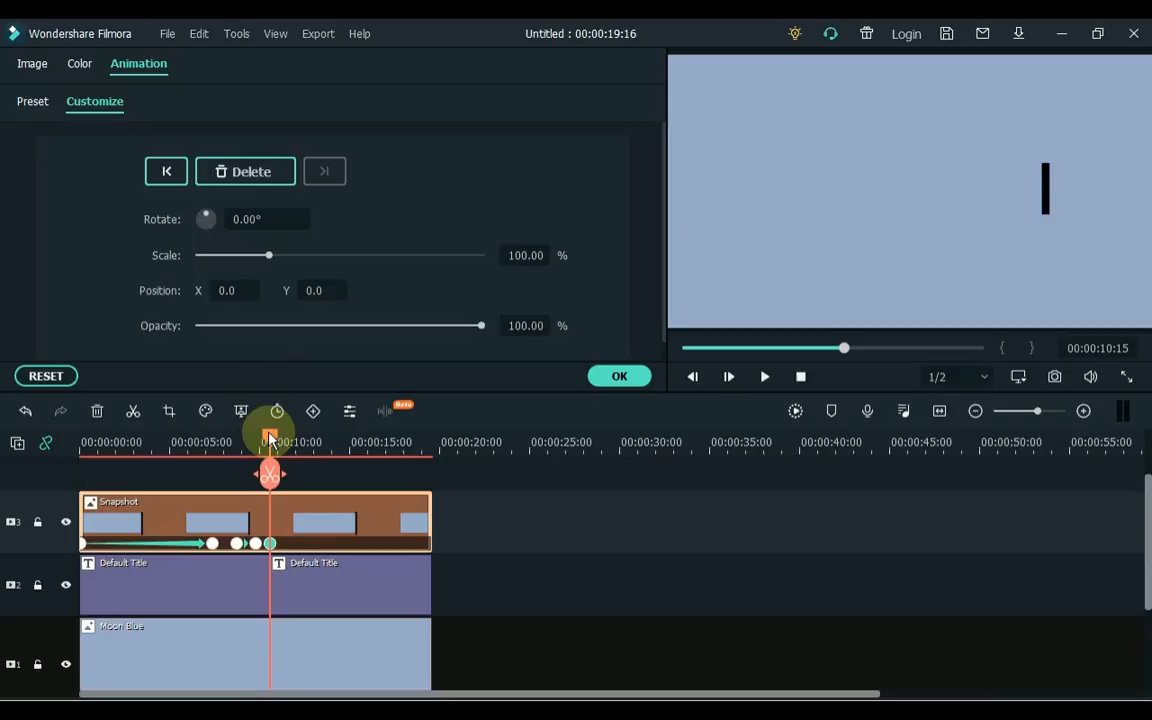 Wondershare Filmora File Edit Tools View Export Help Untitled : 00:00:19:16 Login
Image Color Animation
Preset Customize
Delete
Rotate: 0.00°
Scale: 100.00 %
Position: X 0.0 Y 0.0
Opacity: 100.00 %
00:00:10:15
RESET OK 1/2
Beta
00:00:00:00 00:00:05:00 00:00:10:00 00:00:15:00 00:00:20:00 00:00:25:00 00:00:30:00 00:00:35:00 00:00:40:00 00:00:45:00 00:00:50:00 00:00:55:00
Snapshot
3
Default Title Default Title
2
Moon Blue
1